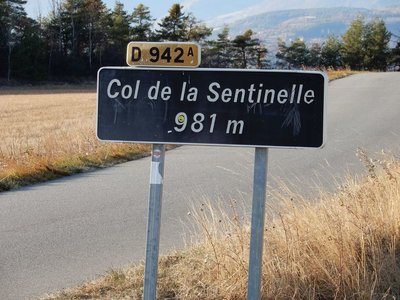 D 942 A
Col de la Sentinelle
981 m